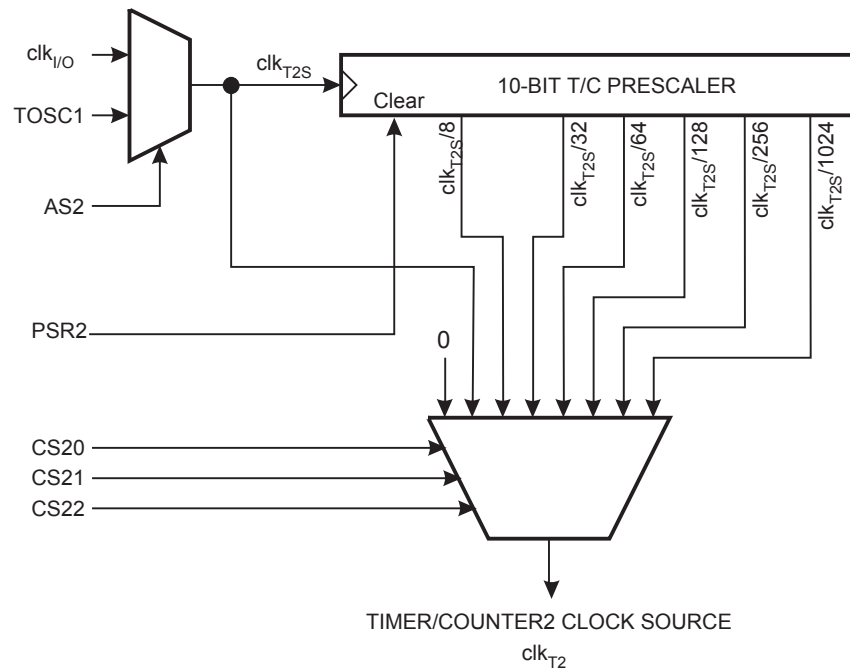 clkI/O
clkT2S
10-BIT T/C PRESCALER
TOSC1
Clear
clkT2S/8
clkT2S/32
clkT2S/64
clkT2S/128
clkT2S/256
clkT2S/1024
AS2
PSR2
0
CS20
CS21
CS22
TIMER/COUNTER2 CLOCK SOURCE
clkT2